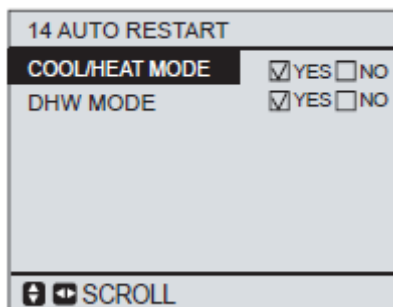 14 AUTO RESTART
COOL/HEAT MODE ☑YES☐NO
DHW MODE ☑YES☐NO
SCROLL